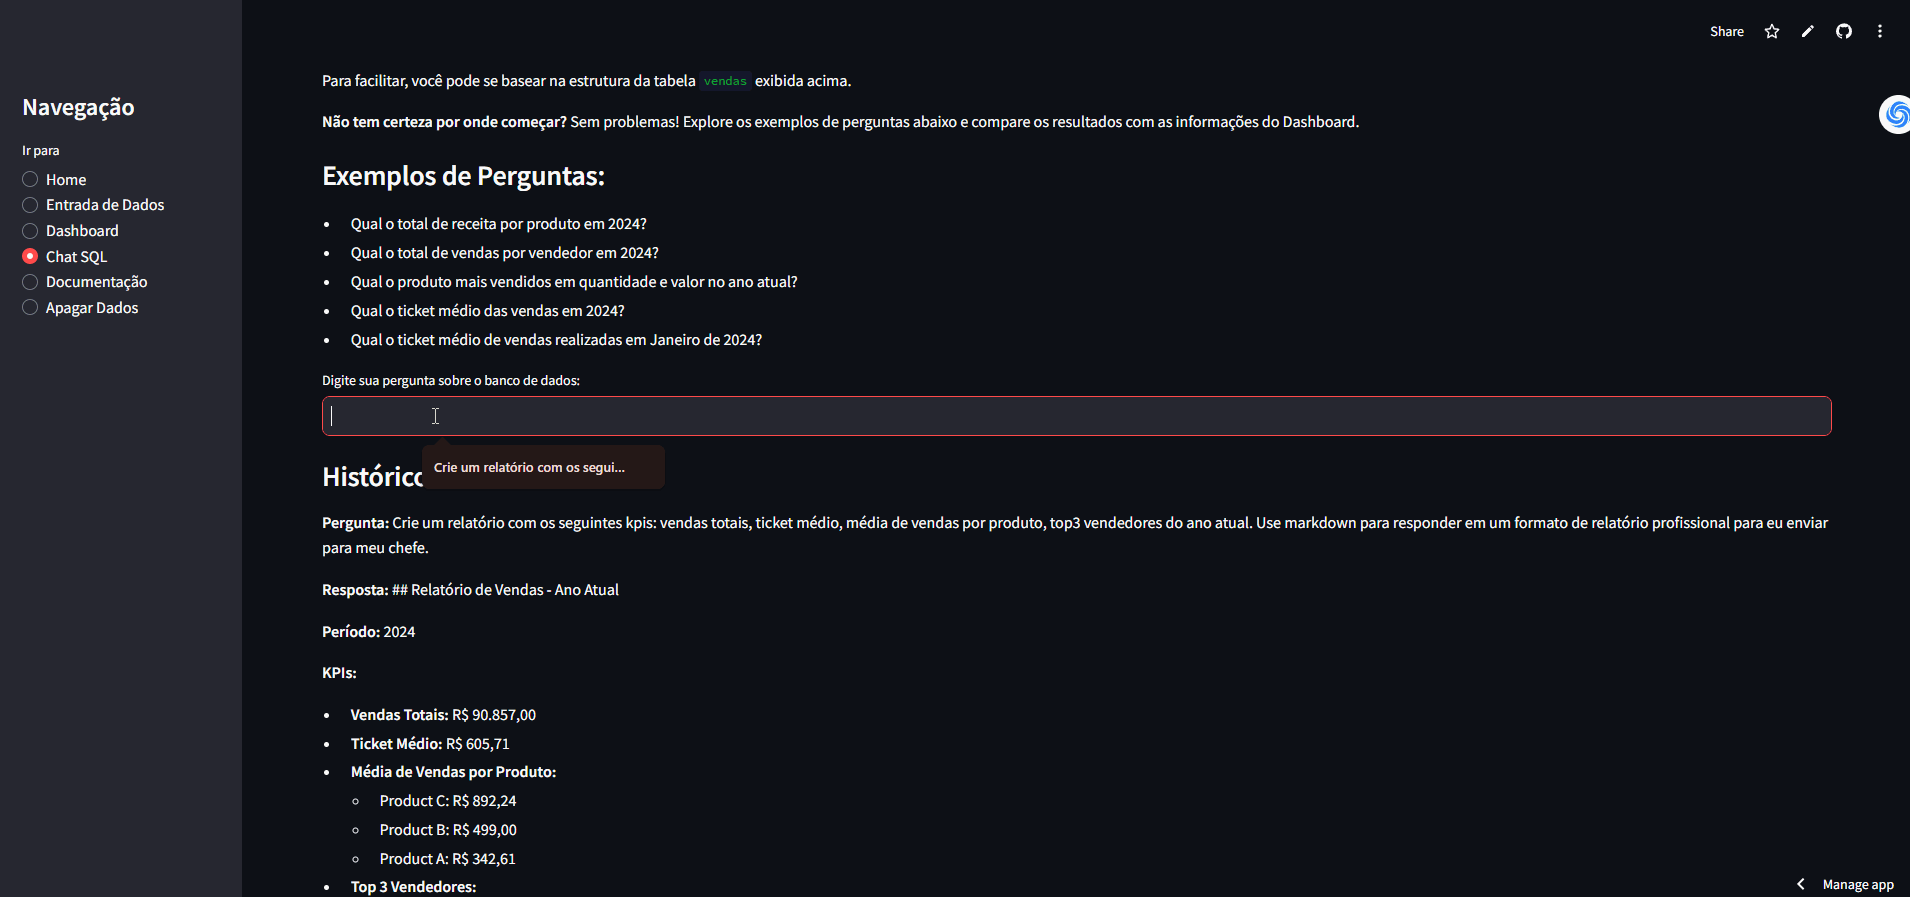 Share
Navegação
Ir para
Home
Entrada de Dados
Dashboard
Chat SQL
Documentação
Apagar Dados
Para facilitar, você pode se basear na estrutura da tabela vendas exibida acima.
Não tem certeza por onde começar? Sem problemas! Explore os exemplos de perguntas abaixo e compare os resultados com as informações do Dashboard.
Exemplos de Perguntas:
• Qual o total de receita por produto em 2024?
• Qual o total de vendas por vendedor em 2024?
• Qual o produto mais vendidos em quantidade e valor no ano atual?
• Qual o ticket médio das vendas em 2024?
• Qual o ticket médio de vendas realizadas em Janeiro de 2024?
Digite sua pergunta sobre o banco de dados:
Crie um relatório com os segui...
Histórico
Pergunta: Crie um relatório com os seguintes kpis: vendas totais, ticket médio, média de vendas por produto, top3 vendedores do ano atual. Use markdown para responder em um formato de relatório profissional para eu enviar
para meu chefe.
Resposta: ## Relatório de Vendas - Ano Atual
Período: 2024
KPIs:
• Vendas Totais: R$ 90.857,00
• Ticket Médio: R$ 605,71
• Média de Vendas por Produto:
◦ Product C: R$ 892,24
◦ Product B: R$ 499,00
◦ Product A: R$ 342,61
• Top 3 Vendedores:
Manage app